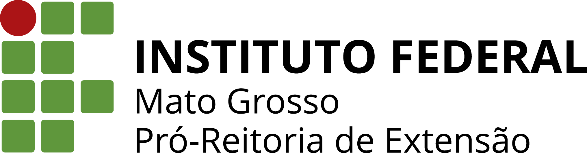 INSTITUTO FEDERAL
Mato Grosso
Pró-Reitoria de Extensão